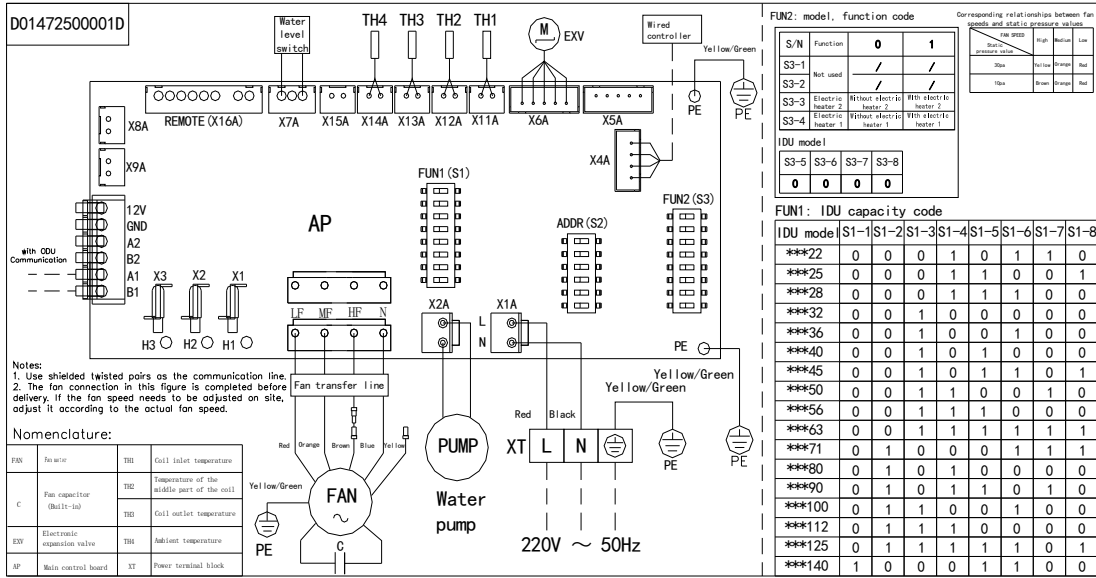 D01472500001D
Water
level
switch
TH4 TH3 TH2 TH1
M
EXV
Wired
controller
Yellow/Green
PE
PE
REMOTE(X16A) X7A X15A X14A X13A X12A X11A X6A X5A
X8A
X9A
X4A
12V
GND
A2
B2
A1
B1
with ODU
Communication
X3 X2 X1
H3 H2 H1
AP
FUN1(S1)
ADDR(S2)
FUN2(S3)
LF MF HF N
X2A X1A
L
N
PE
Yellow/Green
Yellow/Green
Notes:
1. Use shielded twisted pairs as the communication line.
2. The fan connection in this figure is completed before
delivery. If the fan speed needs to be adjusted on site,
adjust it according to the actual fan speed.
Fan transfer line
Red Orange Brown Blue Yellow
Yellow/Green
PE
FAN
~
C
PUMP
Water
pump
Red Black
XT L N
PE
PE
220V ~ 50Hz
Nomenclature:
FAN Fan motor TH1 Coil inlet temperature
C Fan capacitor
(Built-in)
TH2 Temperature of the
middle part of the coil
TH3 Coil outlet temperature
EXV Electronic
expansion valve
TH4 Ambient temperature
AP Main control board XT Power terminal block
FUN2: model, function code
S/N Function 0 1
S3-1 Not used / /
S3-2 / /
S3-3 Electric
heater 2
Without electric
heater 2
With electric
heater 2
S3-4 Electric
heater 1
Without electric
heater 1
With electric
heater 1
IDU model
S3-5 S3-6 S3-7 S3-8
0 0 0 0
Corresponding relationships between fan
speeds and static pressure values
FAN SPEED
Static
pressure value
High Medium Low
30pa Yellow Orange Red
10pa Brown Orange Red
FUN1: IDU capacity code
IDU model S1-1 S1-2 S1-3 S1-4 S1-5 S1-6 S1-7 S1-8
***22 0 0 0 1 0 1 1 0
***25 0 0 0 1 1 0 0 1
***28 0 0 0 1 1 1 0 0
***32 0 0 1 0 0 0 0 0
***36 0 0 1 0 0 1 0 0
***40 0 0 1 0 1 0 0 0
***45 0 0 1 0 1 1 0 1
***50 0 0 1 1 0 0 1 0
***56 0 0 1 1 1 0 0 0
***63 0 0 1 1 1 1 1 1
***71 0 1 0 0 0 1 1 1
***80 0 1 0 1 0 0 0 0
***90 0 1 0 1 1 0 1 0
***100 0 1 1 0 0 1 0 0
***112 0 1 1 1 0 0 0 0
***125 0 1 1 1 1 1 0 1
***140 1 0 0 0 1 1 0 0